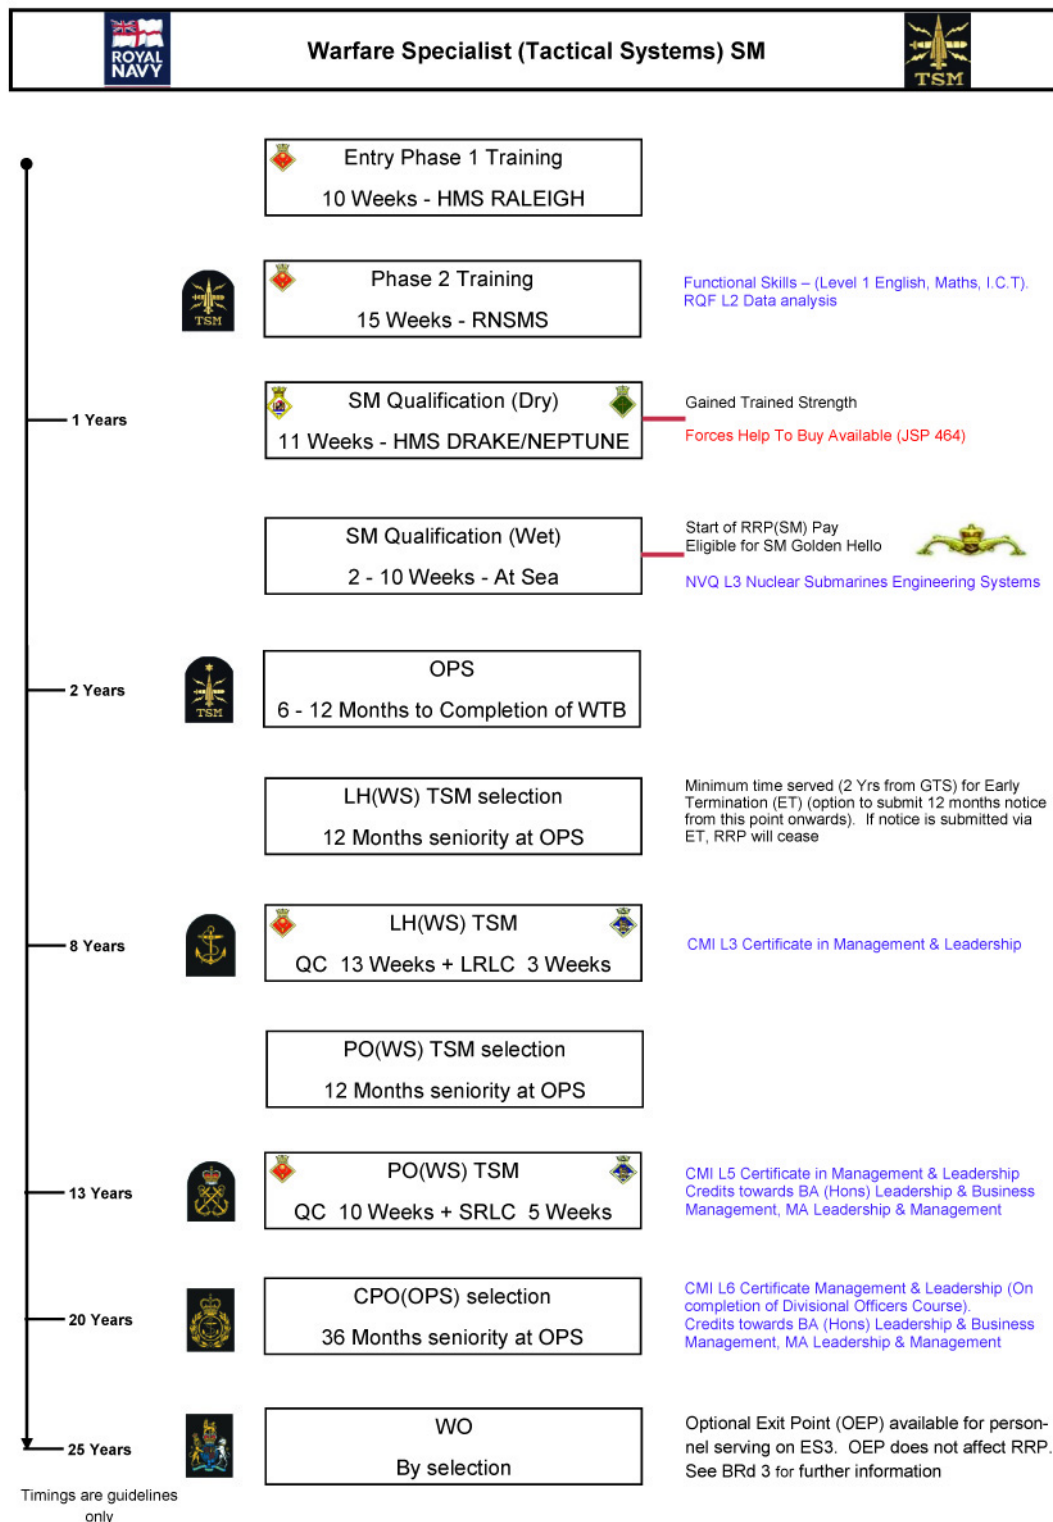 ROYAL
NAVY
Warfare Specialist (Tactical Systems) SM
TSM
Entry Phase 1 Training
10 Weeks - HMS RALEIGH
TSM
Phase 2 Training
15 Weeks - RNSMS
Functional Skills – (Level 1 English, Maths, I.C.T).
RQF L2 Data analysis
1 Years
SM Qualification (Dry)
11 Weeks - HMS DRAKE/NEPTUNE
Gained Trained Strength
Forces Help To Buy Available (JSP 464)
SM Qualification (Wet)
2 - 10 Weeks - At Sea
Start of RRP(SM) Pay
Eligible for SM Golden Hello
NVQ L3 Nuclear Submarines Engineering Systems
2 Years
TSM
OPS
6 - 12 Months to Completion of WTB
LH(WS) TSM selection
12 Months seniority at OPS
Minimum time served (2 Yrs from GTS) for Early
Termination (ET) (option to submit 12 months notice
from this point onwards).  If notice is submitted via
ET, RRP will cease
8 Years
LH(WS) TSM
QC  13 Weeks + LRLC  3 Weeks
CMI L3 Certificate in Management & Leadership
PO(WS) TSM selection
12 Months seniority at OPS
13 Years
PO(WS) TSM
QC  10 Weeks + SRLC  5 Weeks
CMI L5 Certificate in Management & Leadership
Credits towards BA (Hons) Leadership & Business
Management, MA Leadership & Management
20 Years
CPO(OPS) selection
36 Months seniority at OPS
CMI L6 Certificate Management & Leadership (On
completion of Divisional Officers Course).
Credits towards BA (Hons) Leadership & Business
Management, MA Leadership & Management
25 Years
WO
By selection
Optional Exit Point (OEP) available for person-
nel serving on ES3.  OEP does not affect RRP.
See BRd 3 for further information
Timings are guidelines
only